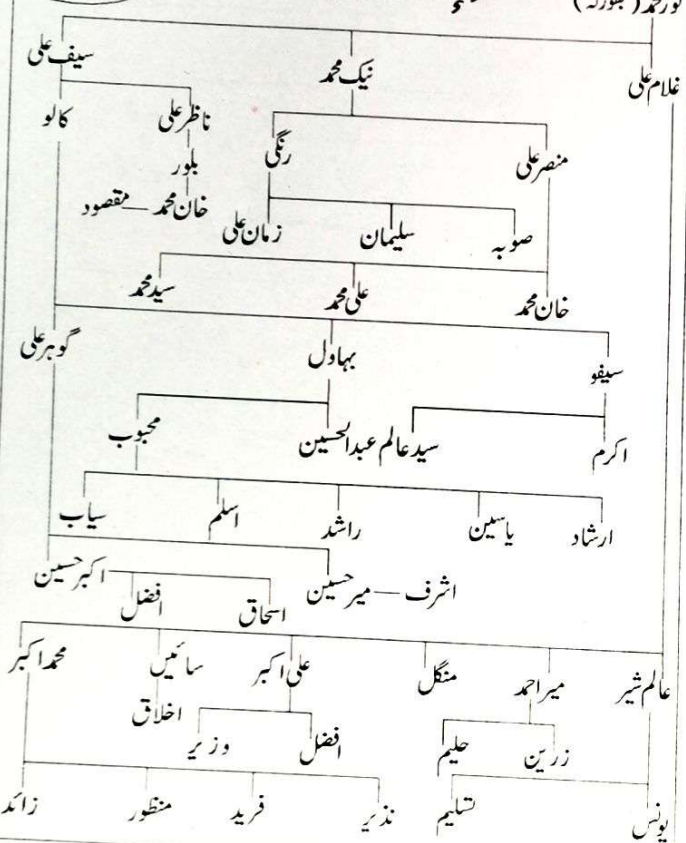 نور محمد (بھورلہ)
غلام علی نیک محمد سیف علی
منصر علی رنگی ناظر علی کالو
بلور
خان محمد — مقصود
صوبہ سلیمان زمان علی
خان محمد علی محمد سید محمد
سیفو بہاول گوہر علی
اکرم سید عالم عبدالحسین محبوب
ارشاد یاسین راشد اسلم سیاب
اشرف — میر حسین اکبر حسین
اسحاق افضل
عالم شیر میر احمد منگل علی اکبر سائیں محمد اکبر
زرین حلیم افضل وزیر اخلاق
یونس تسلیم نذیر فرید منظور زائد